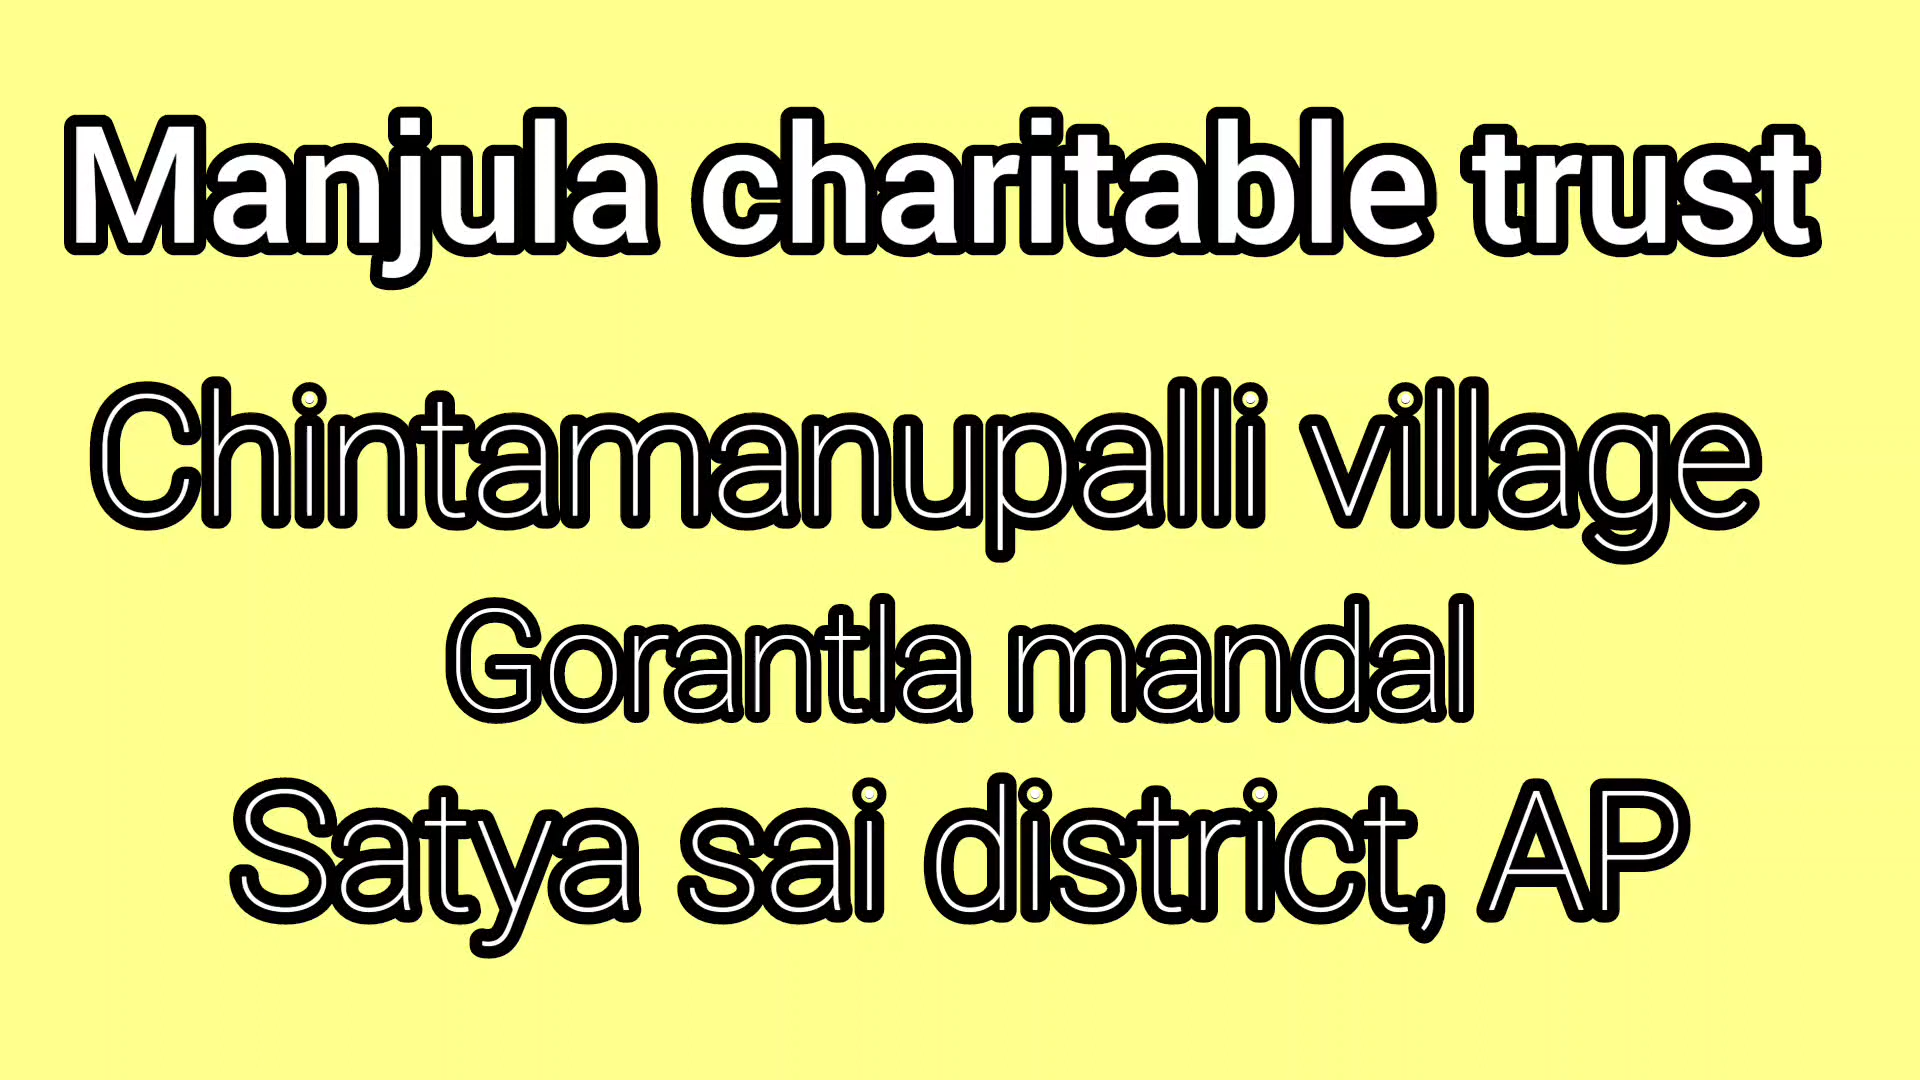 Manjula charitable trust
Chintamanupalli village
Gorantla mandal
Satya sai district, AP